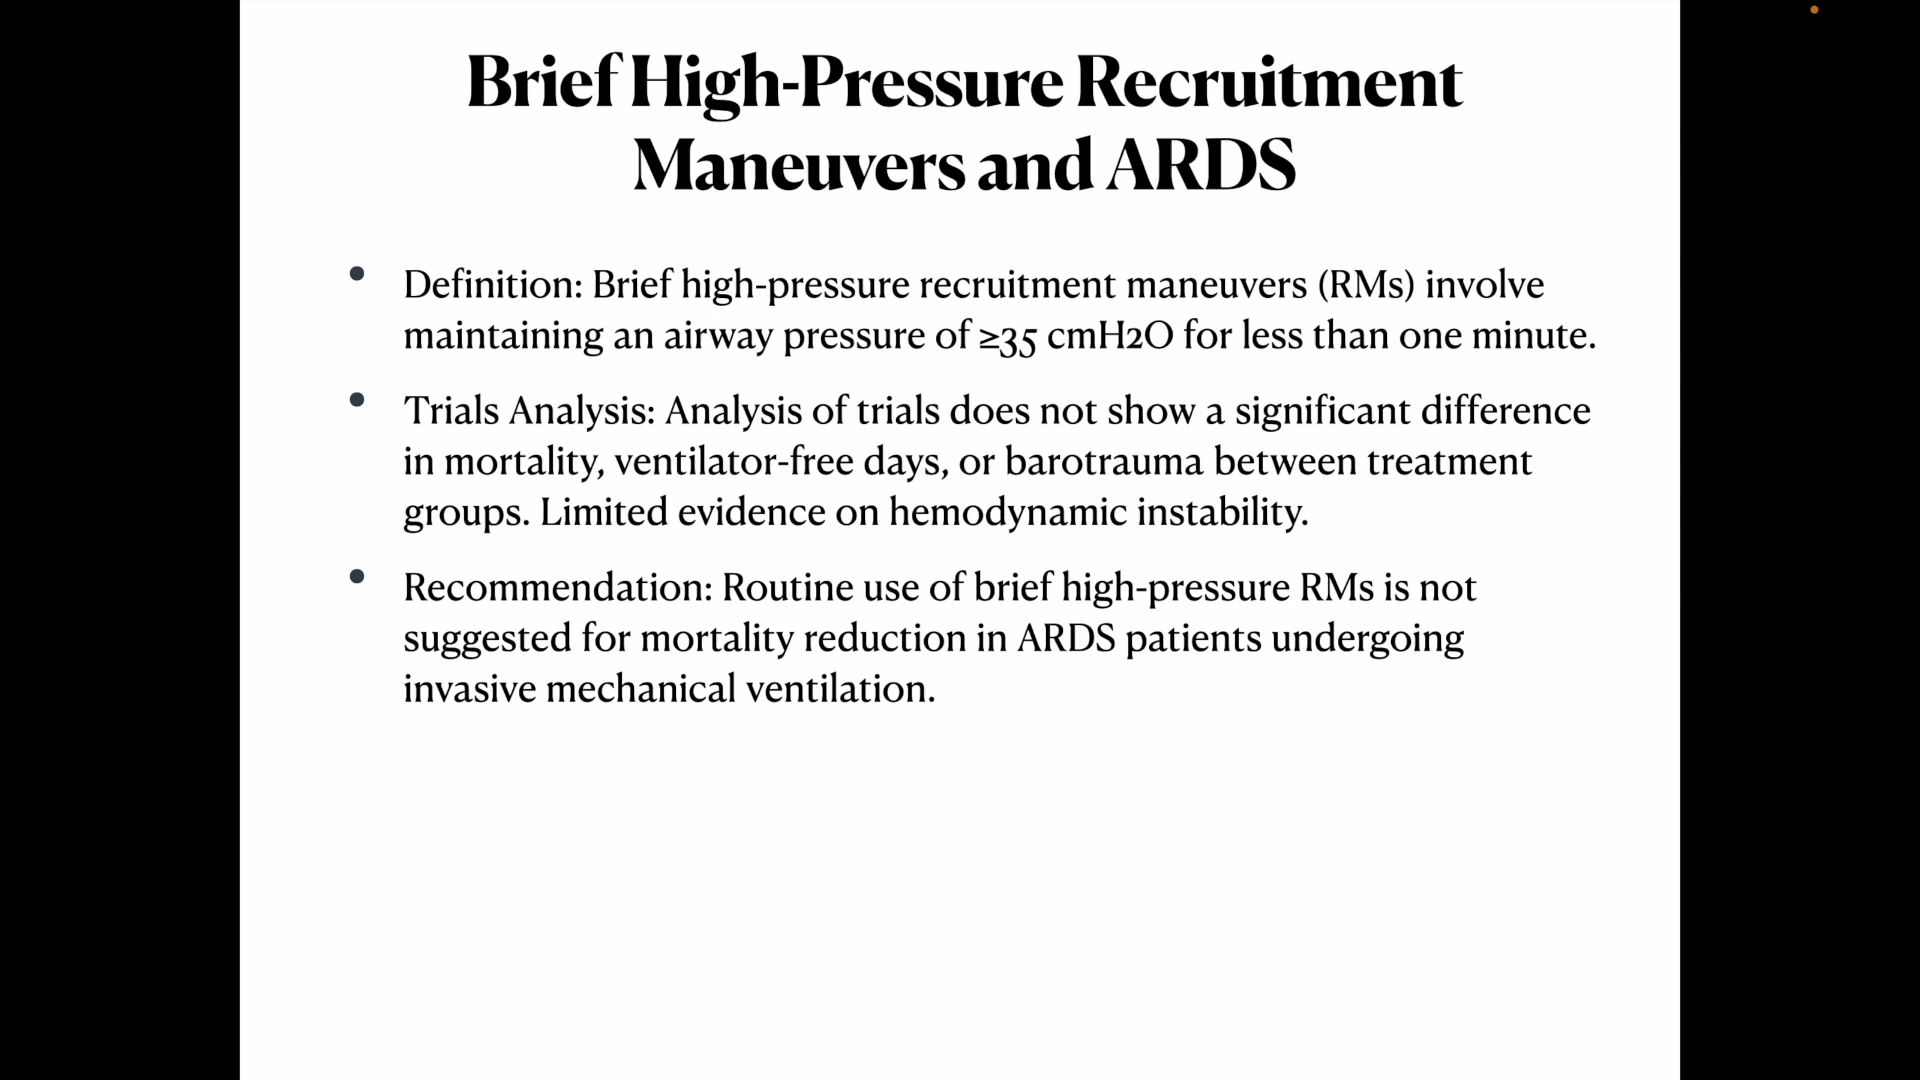 Brief High-Pressure Recruitment
Maneuvers and ARDS
• Definition: Brief high-pressure recruitment maneuvers (RMs) involve
maintaining an airway pressure of ≥35 cmH2O for less than one minute.
• Trials Analysis: Analysis of trials does not show a significant difference
in mortality, ventilator-free days, or barotrauma between treatment
groups. Limited evidence on hemodynamic instability.
• Recommendation: Routine use of brief high-pressure RMs is not
suggested for mortality reduction in ARDS patients undergoing
invasive mechanical ventilation.